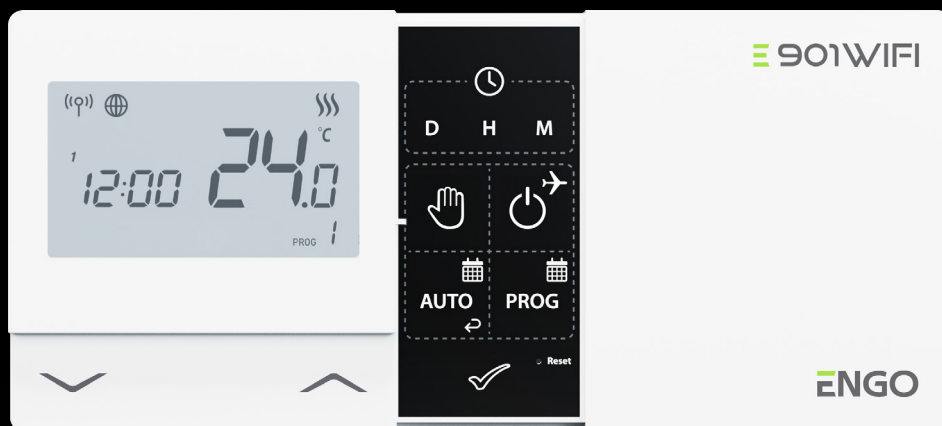 E901WIFI
°C
1
12:00
24.0
PROG 1
D H M
AUTO PROG
Reset
ENGO